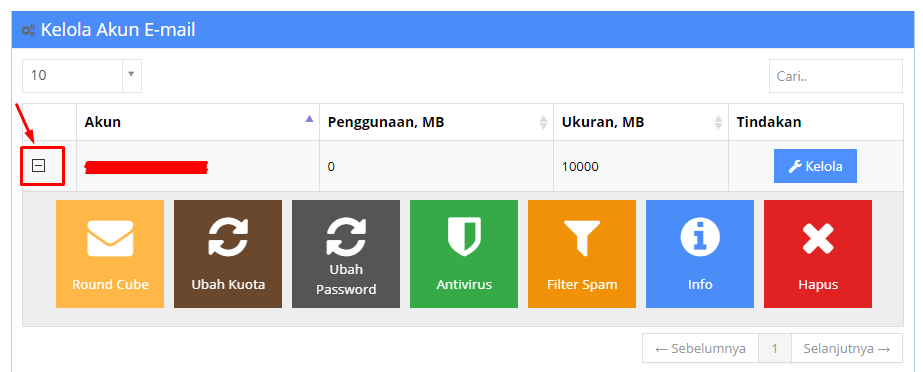 Kelola Akun E-mail
10
Cari..
Akun Penggunaan, MB Ukuran, MB Tindakan
0 10000 Kelola
Round Cube Ubah Kuota Ubah Password Antivirus Filter Spam Info Hapus
← Sebelumnya 1 Selanjutnya →